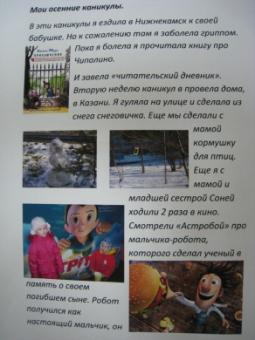 Мои осенние каникулы.
В эти каникулы я ездила в Нижнекамск к своей
бабушке. Но к сожалению там я заболела гриппом.
Пока я болела я прочитала книгу про
Чипалино.
И завела «читательский дневник».
Вторую неделю каникул я провела дома,
в Казани. Я гуляла на улице и сделала из
снега снеговичка. Еще мы сделали с
мамой
кормушку
для птиц.
Еще я с
мамой и
младшей сестрой Соней
ходили 2 раза в кино.
Смотрели «Астробой» про
мальчика-робота,
которого сделал ученый в
память о своем
погибшем сыне. Робот
получился как
настоящий мальчик, он